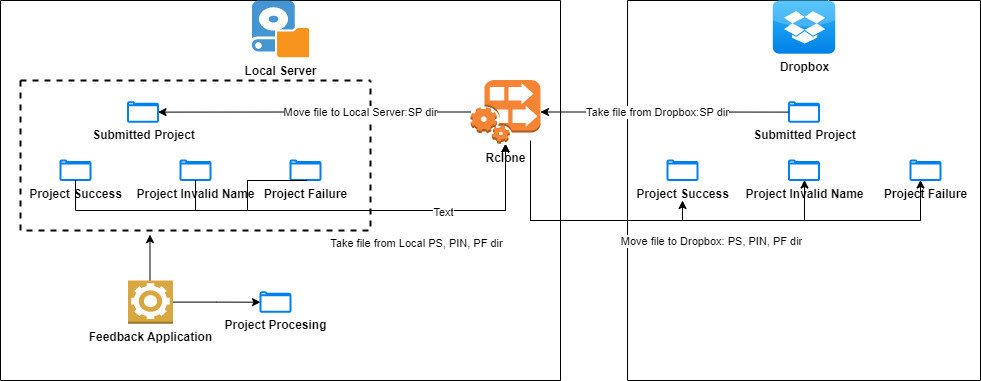 Local Server
Dropbox
Submitted Project
Move file to Local Server:SP dir
Take file from Dropbox:SP dir
Submitted Project
Rclone
Project Success
Project Invalid Name
Project Failure
Project Success
Project Invalid Name
Project Failure
Text
Take file from Local PS, PIN, PF dir
Move file to Dropbox: PS, PIN, PF dir
Feedback Application
Project Procesing